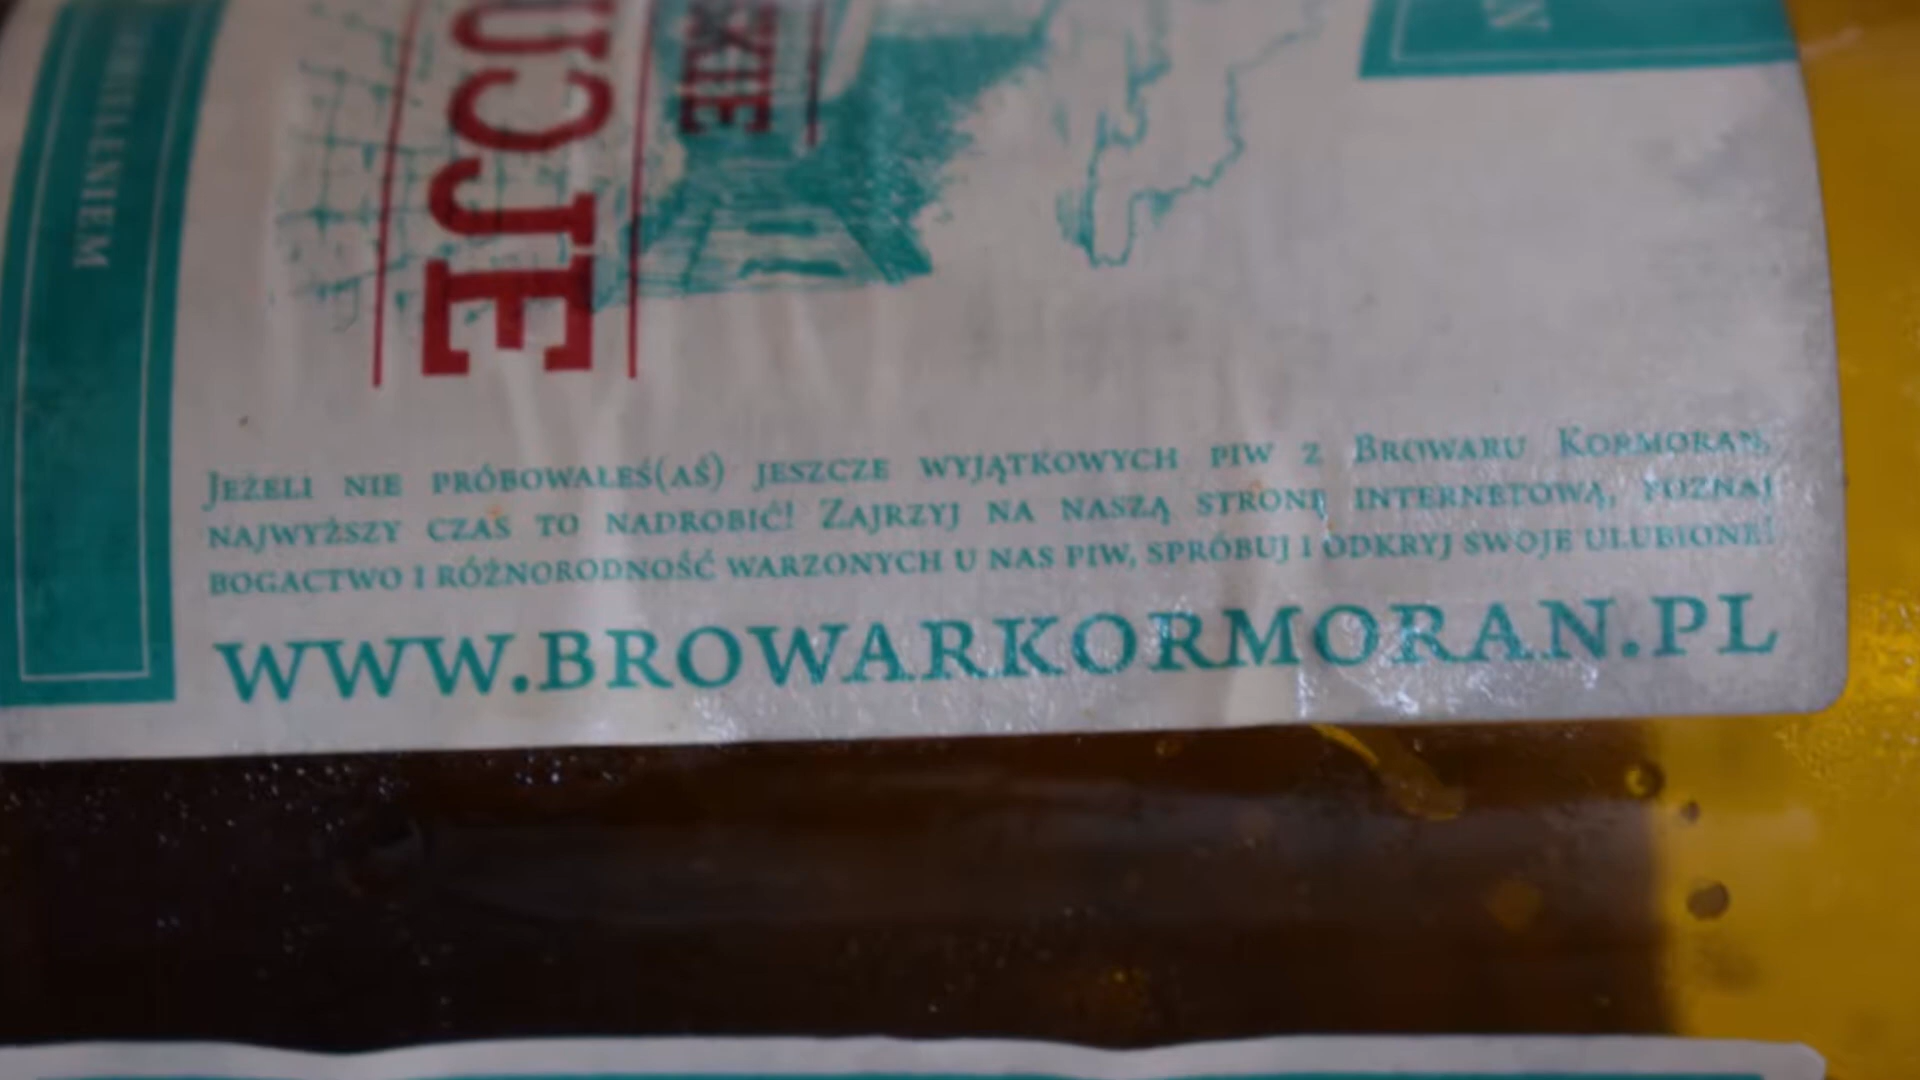 JEŻELI NIE PRÓBOWAŁEŚ(AŚ) JESZCZE WYJĄTKOWYCH PIW Z BROWARU KORMORAN,
NAJWYŻSZY CZAS TO NADROBIĆ! ZAJRZYJ NA NASZĄ STRONĘ INTERNETOWĄ, POZNAJ
BOGACTWO I RÓŻNORODNOŚĆ WARZONYCH U NAS PIW, SPRÓBUJ I ODKRYJ SWOJE ULUBIONE!
WWW.BROWARKORMORAN.PL